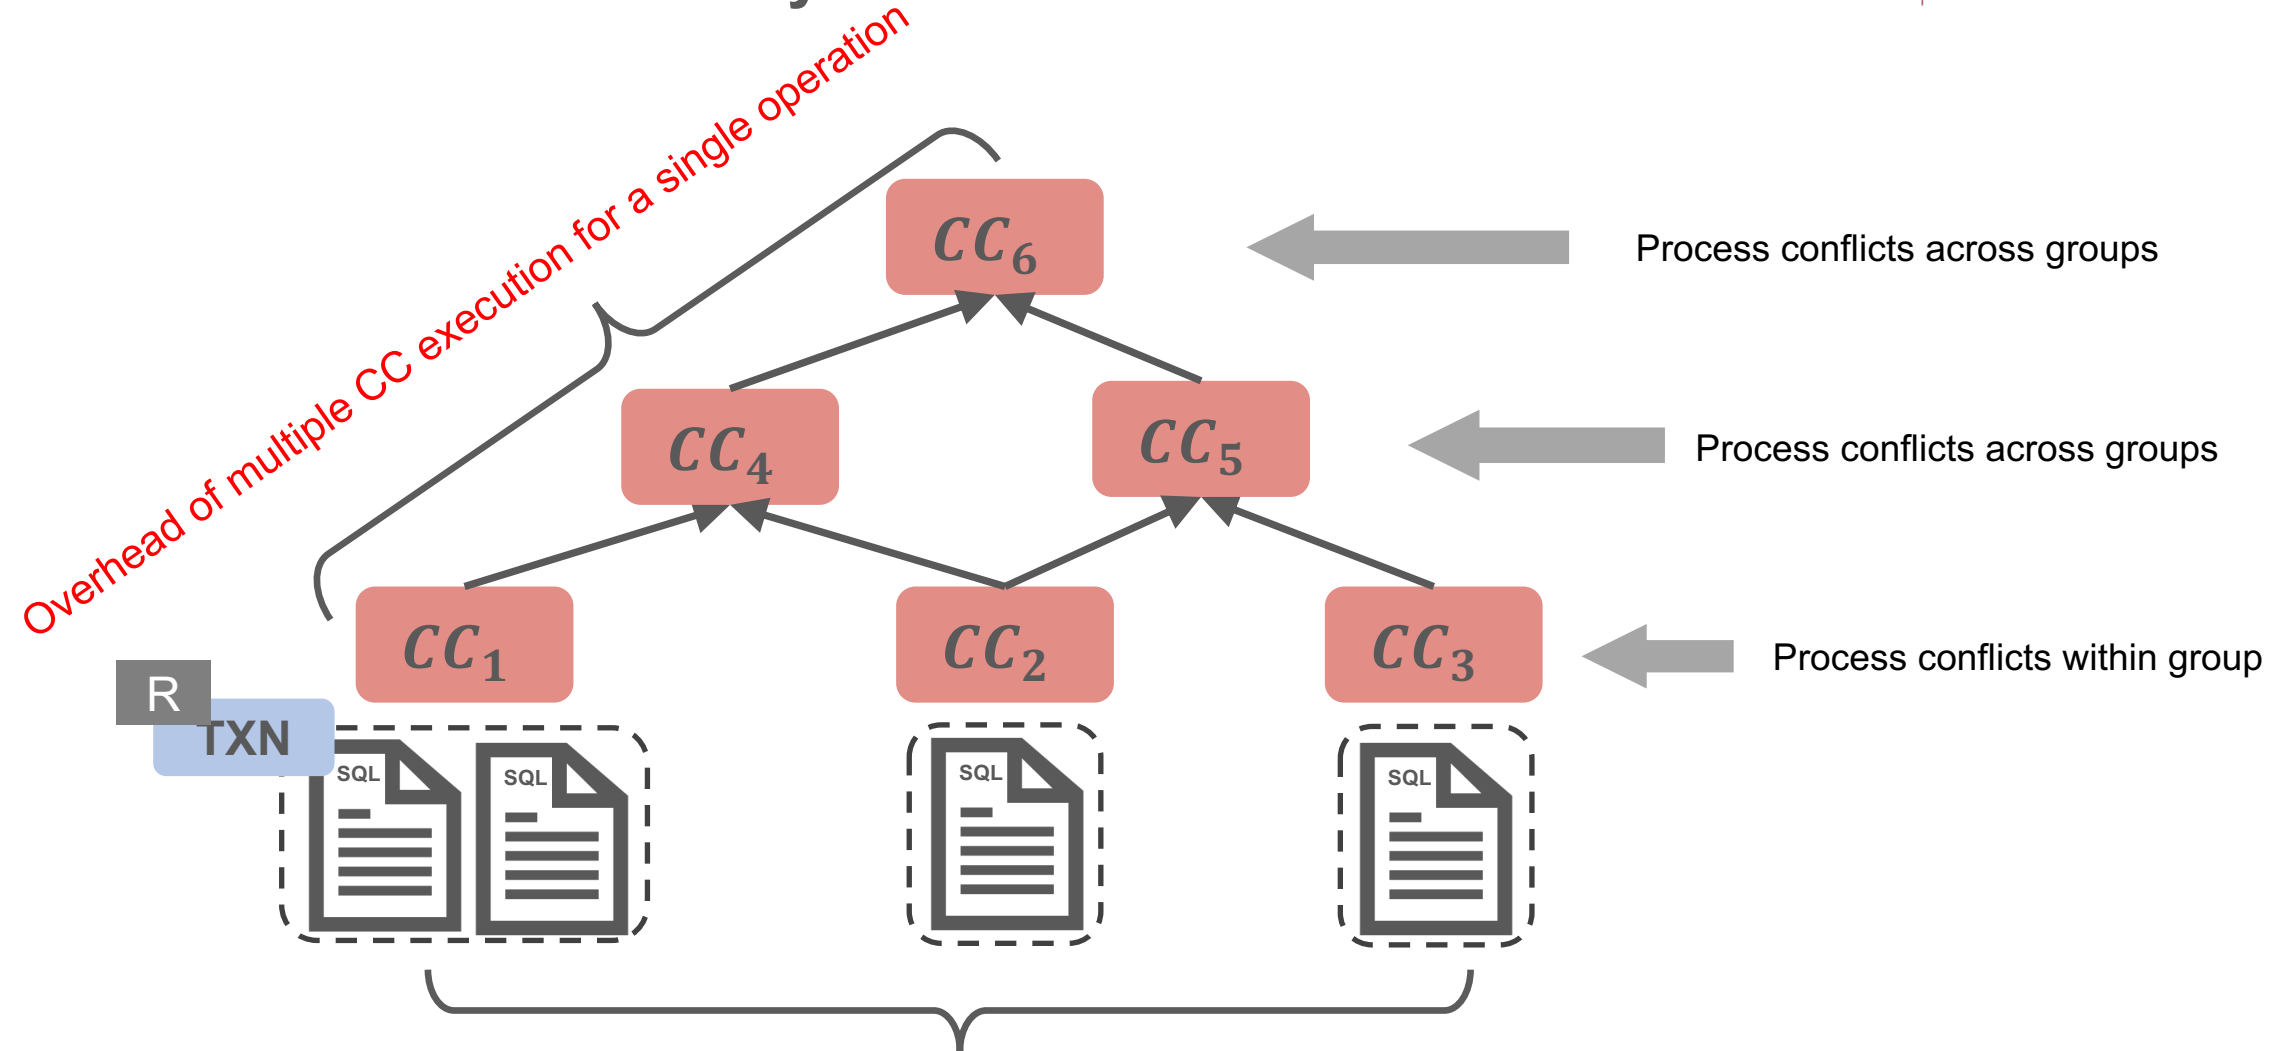 Overhead of multiple CC execution for a single operation
CC6
Process conflicts across groups
CC4
CC5
Process conflicts across groups
CC1
CC2
CC3
Process conflicts within group
R
TXN
SQL
SQL
SQL
SQL